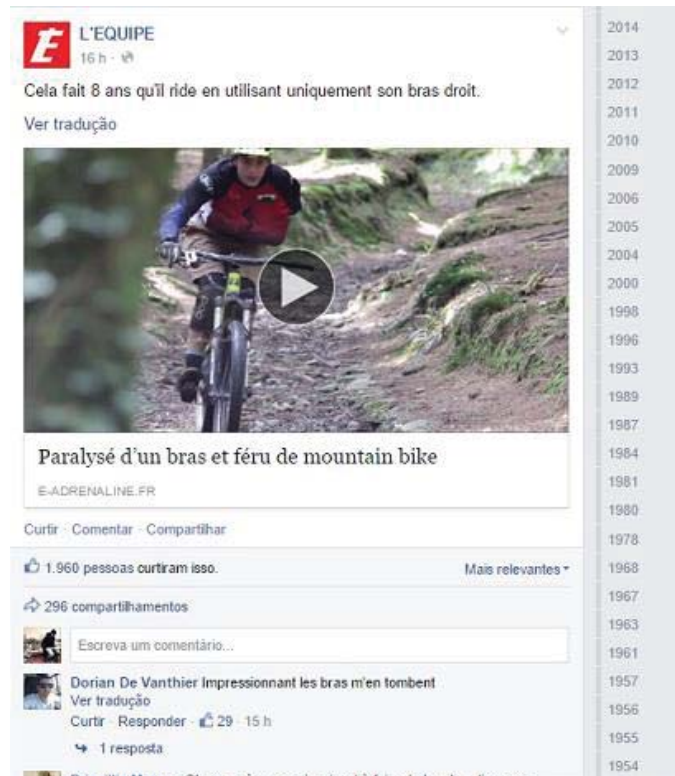 L'EQUIPE
16 h ·
Cela fait 8 ans qu'il ride en utilisant uniquement son bras droit.
Ver tradução
Paralysé d'un bras et féru de mountain bike
E-ADRENALINE.FR
Curtir · Comentar · Compartilhar
1.960 pessoas curtiram isso.
Mais relevantes
296 compartilhamentos
Escreva um comentário...
Dorian De Vanthier Impressionnant les bras m'en tombent
Ver tradução
Curtir · Responder · 29 · 15 h
1 resposta
2014
2013
2012
2011
2010
2009
2006
2005
2004
2000
1998
1996
1993
1989
1987
1984
1981
1980
1978
1968
1967
1963
1961
1957
1956
1955
1954